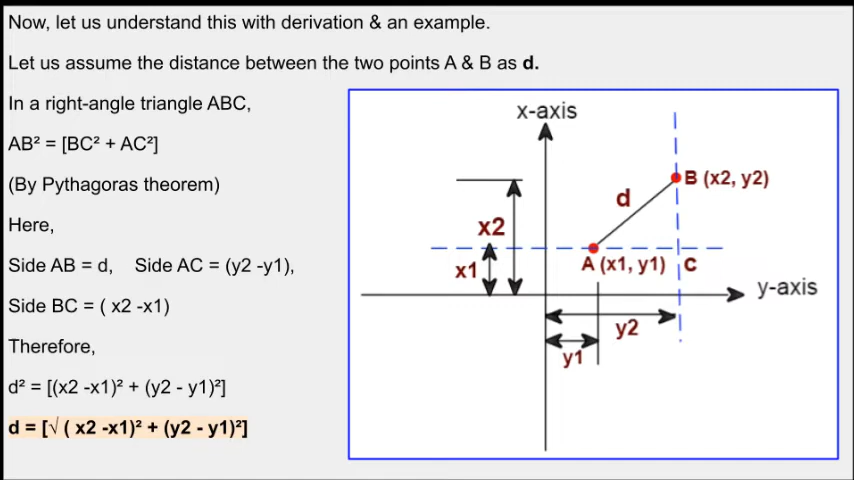 Now, let us understand this with derivation & an example.
Let us assume the distance between the two points A & B as d.
In a right-angle triangle ABC,
AB² = [BC² + AC²]
(By Pythagoras theorem)
Here,
Side AB = d, Side AC = (y2 -y1),
Side BC = ( x2 -x1)
Therefore,
d² = [(x2 -x1)² + (y2 - y1)²]
d = [√ ( x2 -x1)² + (y2 - y1)²]
x-axis
B (x2, y2)
d
x2
x1
A (x1, y1)
C
y-axis
y2
y1